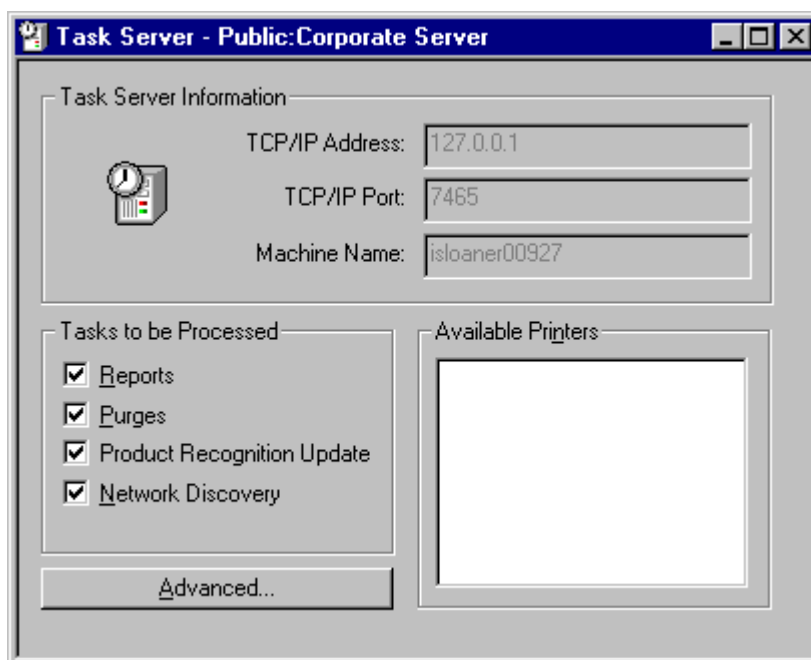 Task Server - Public:Corporate Server
Task Server Information
TCP/IP Address: 127.0.0.1
TCP/IP Port: 7465
Machine Name: isloaner00927
Tasks to be Processed
Reports
Purges
Product Recognition Update
Network Discovery
Advanced...
Available Printers